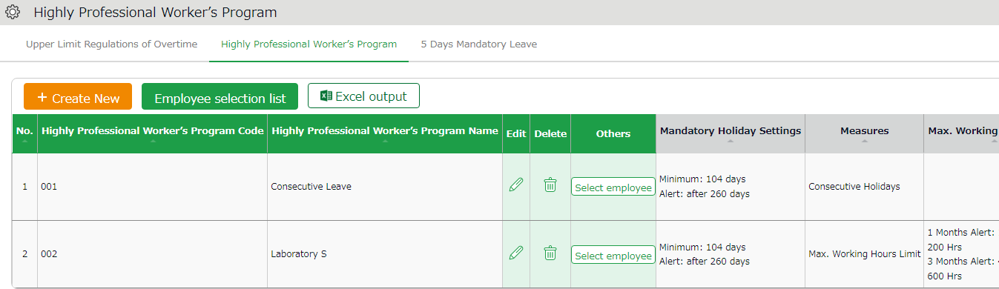 Highly Professional Worker’s Program
Upper Limit Regulations of Overtime Highly Professional Worker’s Program 5 Days Mandatory Leave
+ Create New Employee selection list Excel output
No. Highly Professional Worker’s Program Code Highly Professional Worker’s Program Name Edit Delete Others Mandatory Holiday Settings Measures Max. Working
1 001 Consecutive Leave Select employee Minimum: 104 days
Alert: after 260 days
Consecutive Holidays
2 002 Laboratory S Select employee Minimum: 104 days
Alert: after 260 days
Max. Working Hours Limit
1 Months Alert:
200 Hrs
3 Months Alert:
600 Hrs